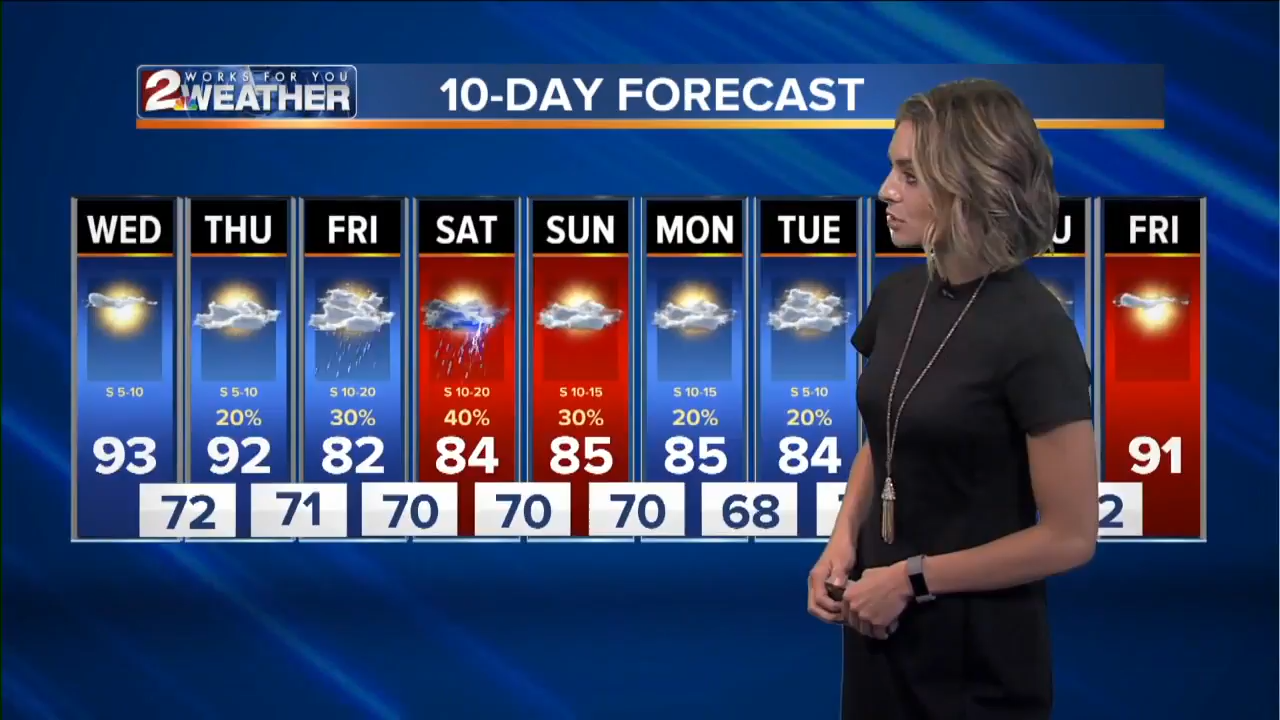 2 WORKS FOR YOU
WEATHER
10-DAY FORECAST
WED THU FRI SAT SUN MON TUE FRI
S 5-10 S 5-10 S 10-20 S 10-20 S 10-15 S 10-15 S 5-10
20% 30% 40% 30% 20% 20%
93 92 82 84 85 85 84 91
72 71 70 70 70 68